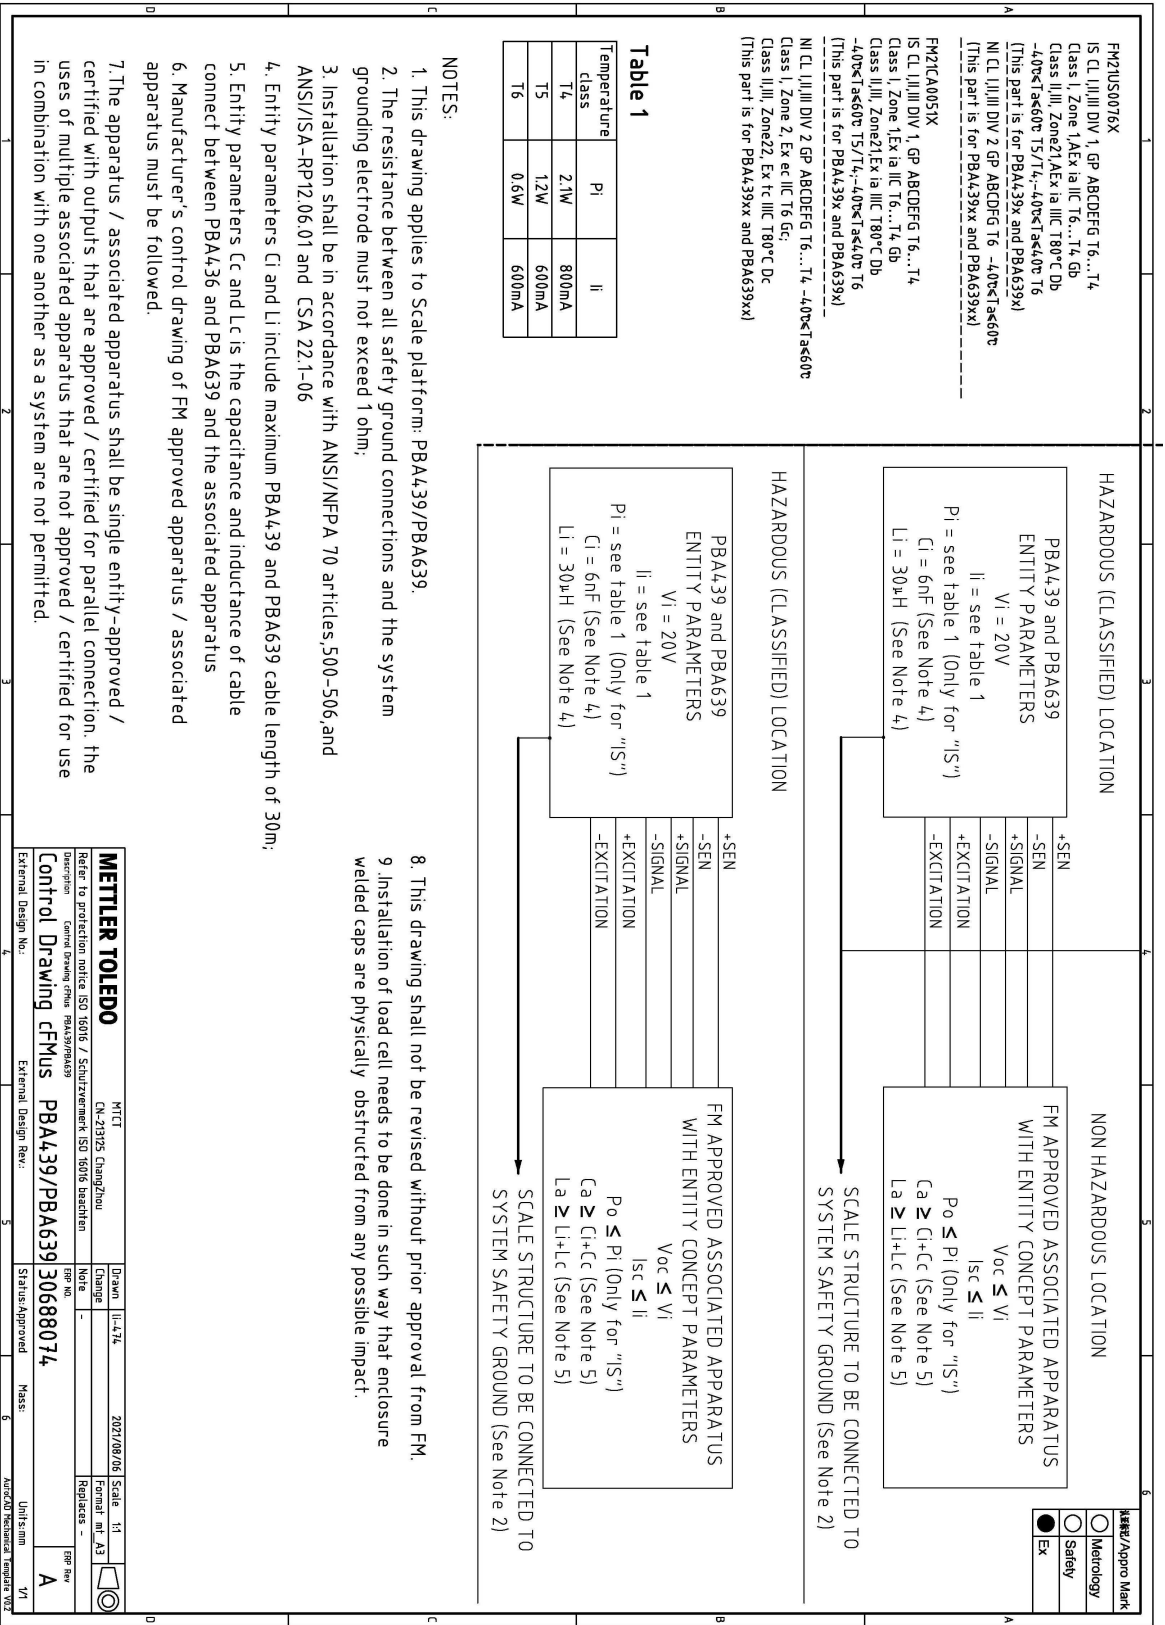 FM21US0076X
IS CL I,II,III DIV 1, GP ABCDEFG T6...T4
Class I, Zone 1,AEx ia IIC T6...T4 Gb
Class II,III, Zone21,AEx ia IIIC T80°C Db
-40℃≤Ta≤60℃ T5/T4;-40℃≤Ta≤40℃ T6
(This part is for PBA439x and PBA639x)
NI CL I,II,III DIV 2 GP ABCDFG T6 -40℃≤Ta≤60℃
(This part is for PBA439xx and PBA639xx)
FM21CA0051X
IS CL I,II,III DIV 1, GP ABCDEFG T6...T4
Class I, Zone 1,Ex ia IIC T6...T4 Gb
Class II,III, Zone21,Ex ia IIIC T80°C Db
-40℃≤Ta≤60℃ T5/T4;-40℃≤Ta≤40℃ T6
(This part is for PBA439x and PBA639x)
NI CL I,II,III DIV 2 GP ABCDEFG T6...T4 -40℃≤Ta≤60℃
Class I, Zone 2, Ex ec IIC T6 Gc;
Class II,III, Zone22, Ex tc IIIC T80°C Dc
(This part is for PBA439xx and PBA639xx)
Table 1
Temperature class Pi Ii
T4 2.1W 800mA
T5 1.2W 600mA
T6 0.6W 600mA
HAZARDOUS (CLASSIFIED) LOCATION
NON HAZARDOUS LOCATION
PBA439 and PBA639
ENTITY PARAMETERS
Vi = 20V
Ii = see table 1
Pi = see table 1 (Only for "IS")
Ci = 6nF (See Note 4)
Li = 30μH (See Note 4)
+SEN
-SEN
+SIGNAL
-SIGNAL
+EXCITATION
-EXCITATION
FM APPROVED ASSOCIATED APPARATUS
WITH ENTITY CONCEPT PARAMETERS
Voc ≤ Vi
Isc ≤ Ii
Po ≤ Pi (Only for "IS")
Ca ≥ Ci+Cc (See Note 5)
La ≥ Li+Lc (See Note 5)
SCALE STRUCTURE TO BE CONNECTED TO
SYSTEM SAFETY GROUND (See Note 2)
HAZARDOUS (CLASSIFIED) LOCATION
PBA439 and PBA639
ENTITY PARAMETERS
Vi = 20V
Ii = see table 1
Pi = see table 1 (Only for "IS")
Ci = 6nF (See Note 4)
Li = 30μH (See Note 4)
+SEN
-SEN
+SIGNAL
-SIGNAL
+EXCITATION
-EXCITATION
FM APPROVED ASSOCIATED APPARATUS
WITH ENTITY CONCEPT PARAMETERS
Voc ≤ Vi
Isc ≤ Ii
Po ≤ Pi (Only for "IS")
Ca ≥ Ci+Cc (See Note 5)
La ≥ Li+Lc (See Note 5)
SCALE STRUCTURE TO BE CONNECTED TO
SYSTEM SAFETY GROUND (See Note 2)
/Appro Mark
Metrology
Safety
Ex
NOTES:
1. This drawing applies to Scale platform: PBA439/PBA639.
2. The resistance between all safety ground connections and the system
grounding electrode must not exceed 1 ohm;
3. Installation shall be in accordance with ANSI/NFPA 70 articles,500-506,and
ANSI/ISA-RP12.06.01 and CSA 22.1-06
4. Entity parameters Ci and Li include maximum PBA439 and PBA639 cable length of 30m;
5. Entity parameters Cc and Lc is the capacitance and inductance of cable
connect between PBA436 and PBA639 and the associated apparatus
6. Manufacturer's control drawing of FM approved apparatus / associated
apparatus must be followed.
7.The apparatus / associated apparatus shall be single entity-approved /
certified with outputs that are approved / certified for parallel connection. the
uses of multiple associated apparatus that are not approved / certified for use
in combination with one another as a system are not permitted.
8. This drawing shall not be revised without prior approval from FM.
9 .Installation of load cell needs to be done in such way that enclosure
welded caps are physically obstructed from any possible impact.
METTLER TOLEDO
MTCT
CN-213125 ChangZhou
Refer to protection notice ISO 16016 / Schutzvermerk ISO 16016 beachten
Description Control Drawing cFMus PBA439/PBA639
Control Drawing cFMus PBA439/PBA639
External Design No.:
External Design Rev.:
Drawn li-474 2021/08/06
Change
Note -
Scale 1:1
Format mt_A3
Replaces -
ERP NO.
30688074
ERP Rev
A
Status:Approved
Mass:
Units:mm
1/1
AutoCAD Mechanical Template V0.2
1 2 3 4 5 6
A B C D